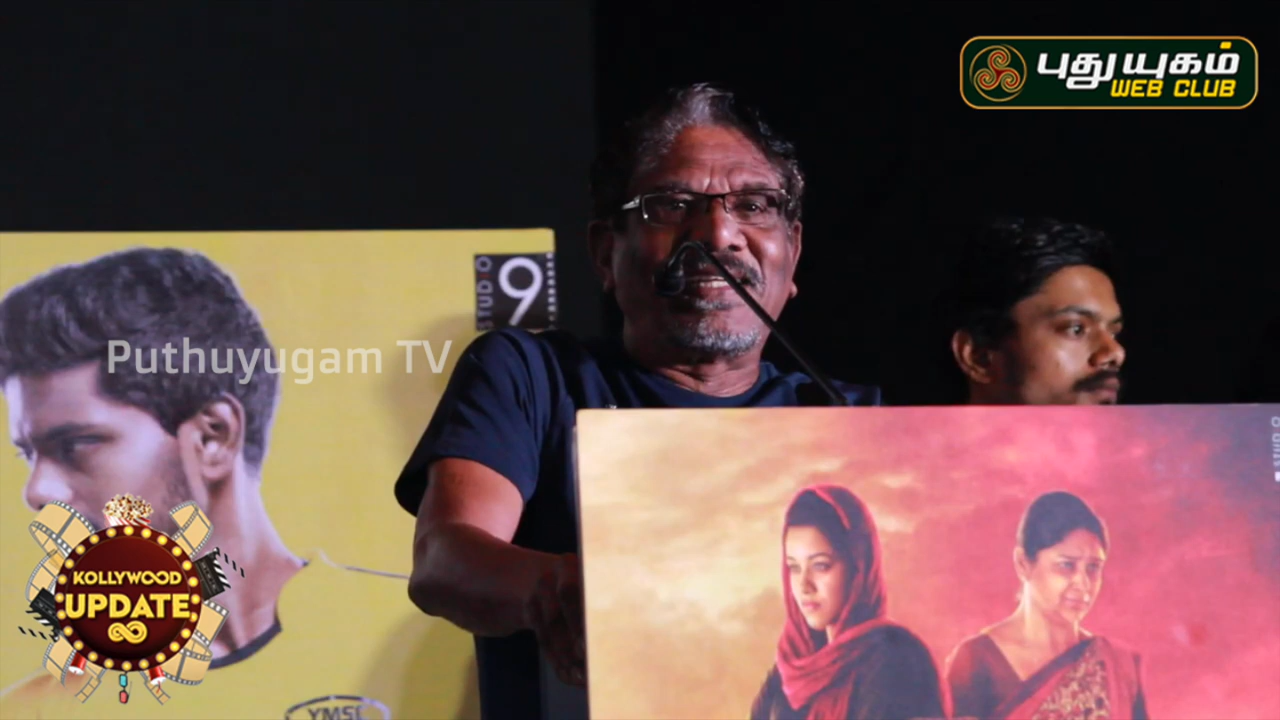 புதுயுகம்
WEB CLUB
STUDIO
9
Puthuyugam TV
KOLLYWOOD
UPDATE